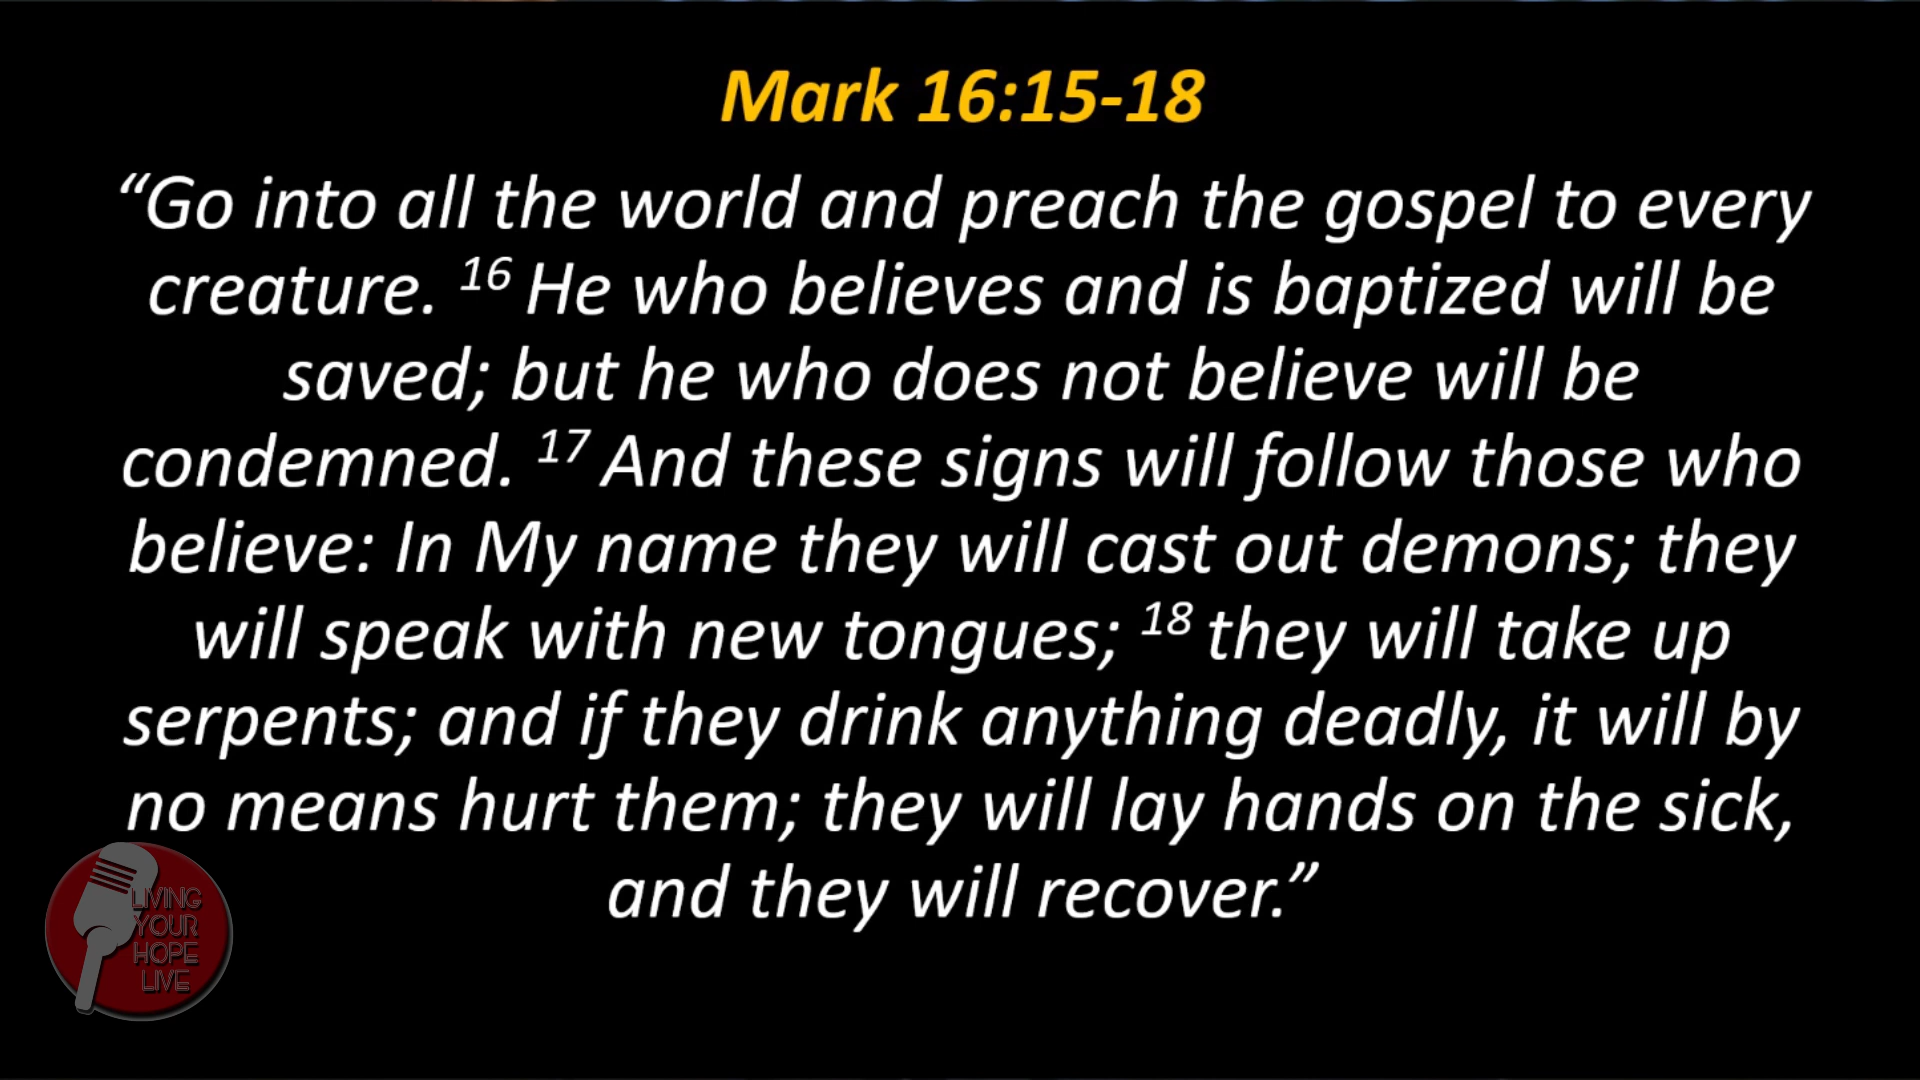 Mark 16:15-18
“Go into all the world and preach the gospel to every
creature. 16 He who believes and is baptized will be
saved; but he who does not believe will be
condemned. 17 And these signs will follow those who
believe: In My name they will cast out demons; they
will speak with new tongues; 18 they will take up
serpents; and if they drink anything deadly, it will by
no means hurt them; they will lay hands on the sick,
and they will recover.”
LIVING
YOUR
HOPE
LIVE